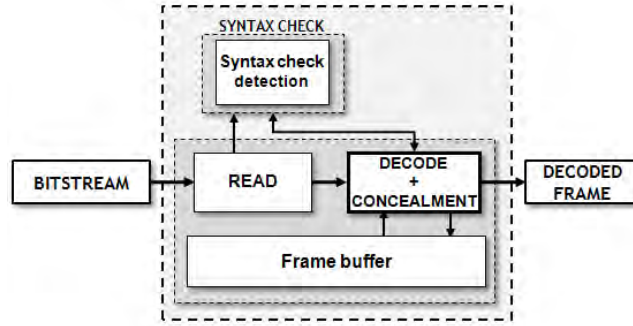 SYNTAX CHECK
Syntax check
detection
BITSTREAM
READ
DECODE
+
CONCEALMENT
DECODED
FRAME
Frame buffer